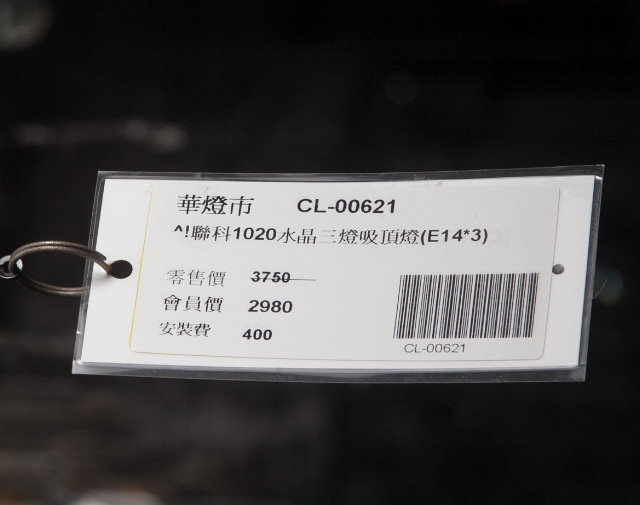 華燈市 CL-00621
^!聯科1020水晶三燈吸頂燈(E14*3)
零售價 3750
會員價 2980
安裝費 400
CL-00621